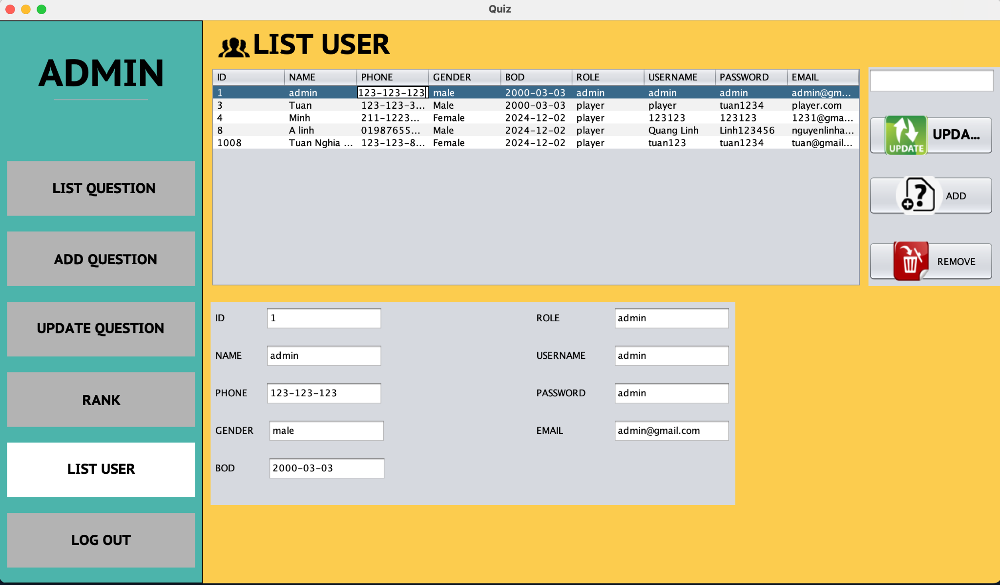 Quiz
ADMIN
LIST QUESTION
ADD QUESTION
UPDATE QUESTION
RANK
LIST USER
LOG OUT
LIST USER
ID NAME PHONE GENDER BOD ROLE USERNAME PASSWORD EMAIL
1 admin 123-123-123 male 2000-03-03 admin admin admin admin@gm...
3 Tuan 123-123-3... Male 2000-03-03 player player tuan1234 player.com
4 Minh 211-1223... Female 2024-12-02 player 123123 123123 1231@gma...
8 A linh 01987655... Male 2024-12-02 player Quang Linh Linh123456 nguyenlinha...
1008 Tuan Nghia ... 123-123-8... Female 2024-12-02 player tuan123 tuan1234 tuan@gmail...
UPDATE UPDA...
ADD
REMOVE
ID 1 ROLE admin
NAME admin USERNAME admin
PHONE 123-123-123 PASSWORD admin
GENDER male EMAIL admin@gmail.com
BOD 2000-03-03